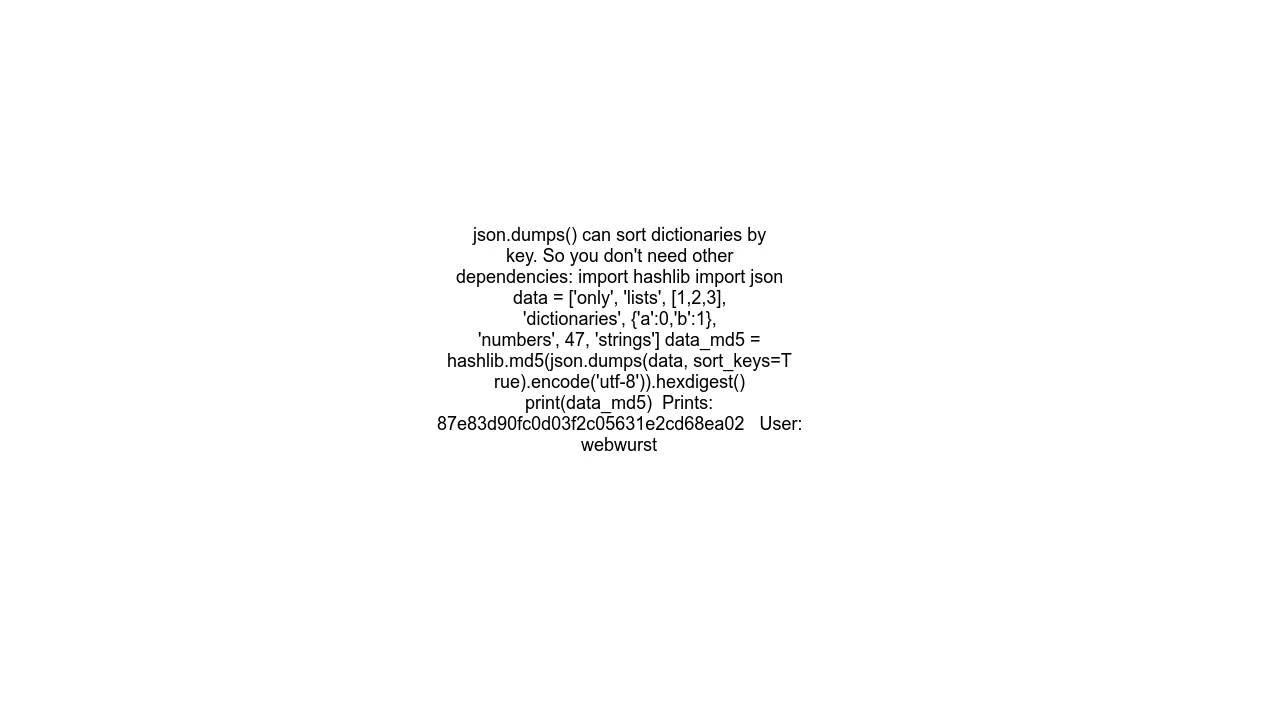 json.dumps() can sort dictionaries by
key. So you don't need other
dependencies: import hashlib import json
data = ['only', 'lists', [1,2,3],
'dictionaries', {'a':0,'b':1},
'numbers', 47, 'strings'] data_md5 =
hashlib.md5(json.dumps(data, sort_keys=T
rue).encode('utf-8')).hexdigest()
print(data_md5)  Prints:
87e83d90fc0d03f2c05631e2cd68ea02   User:
webwurst